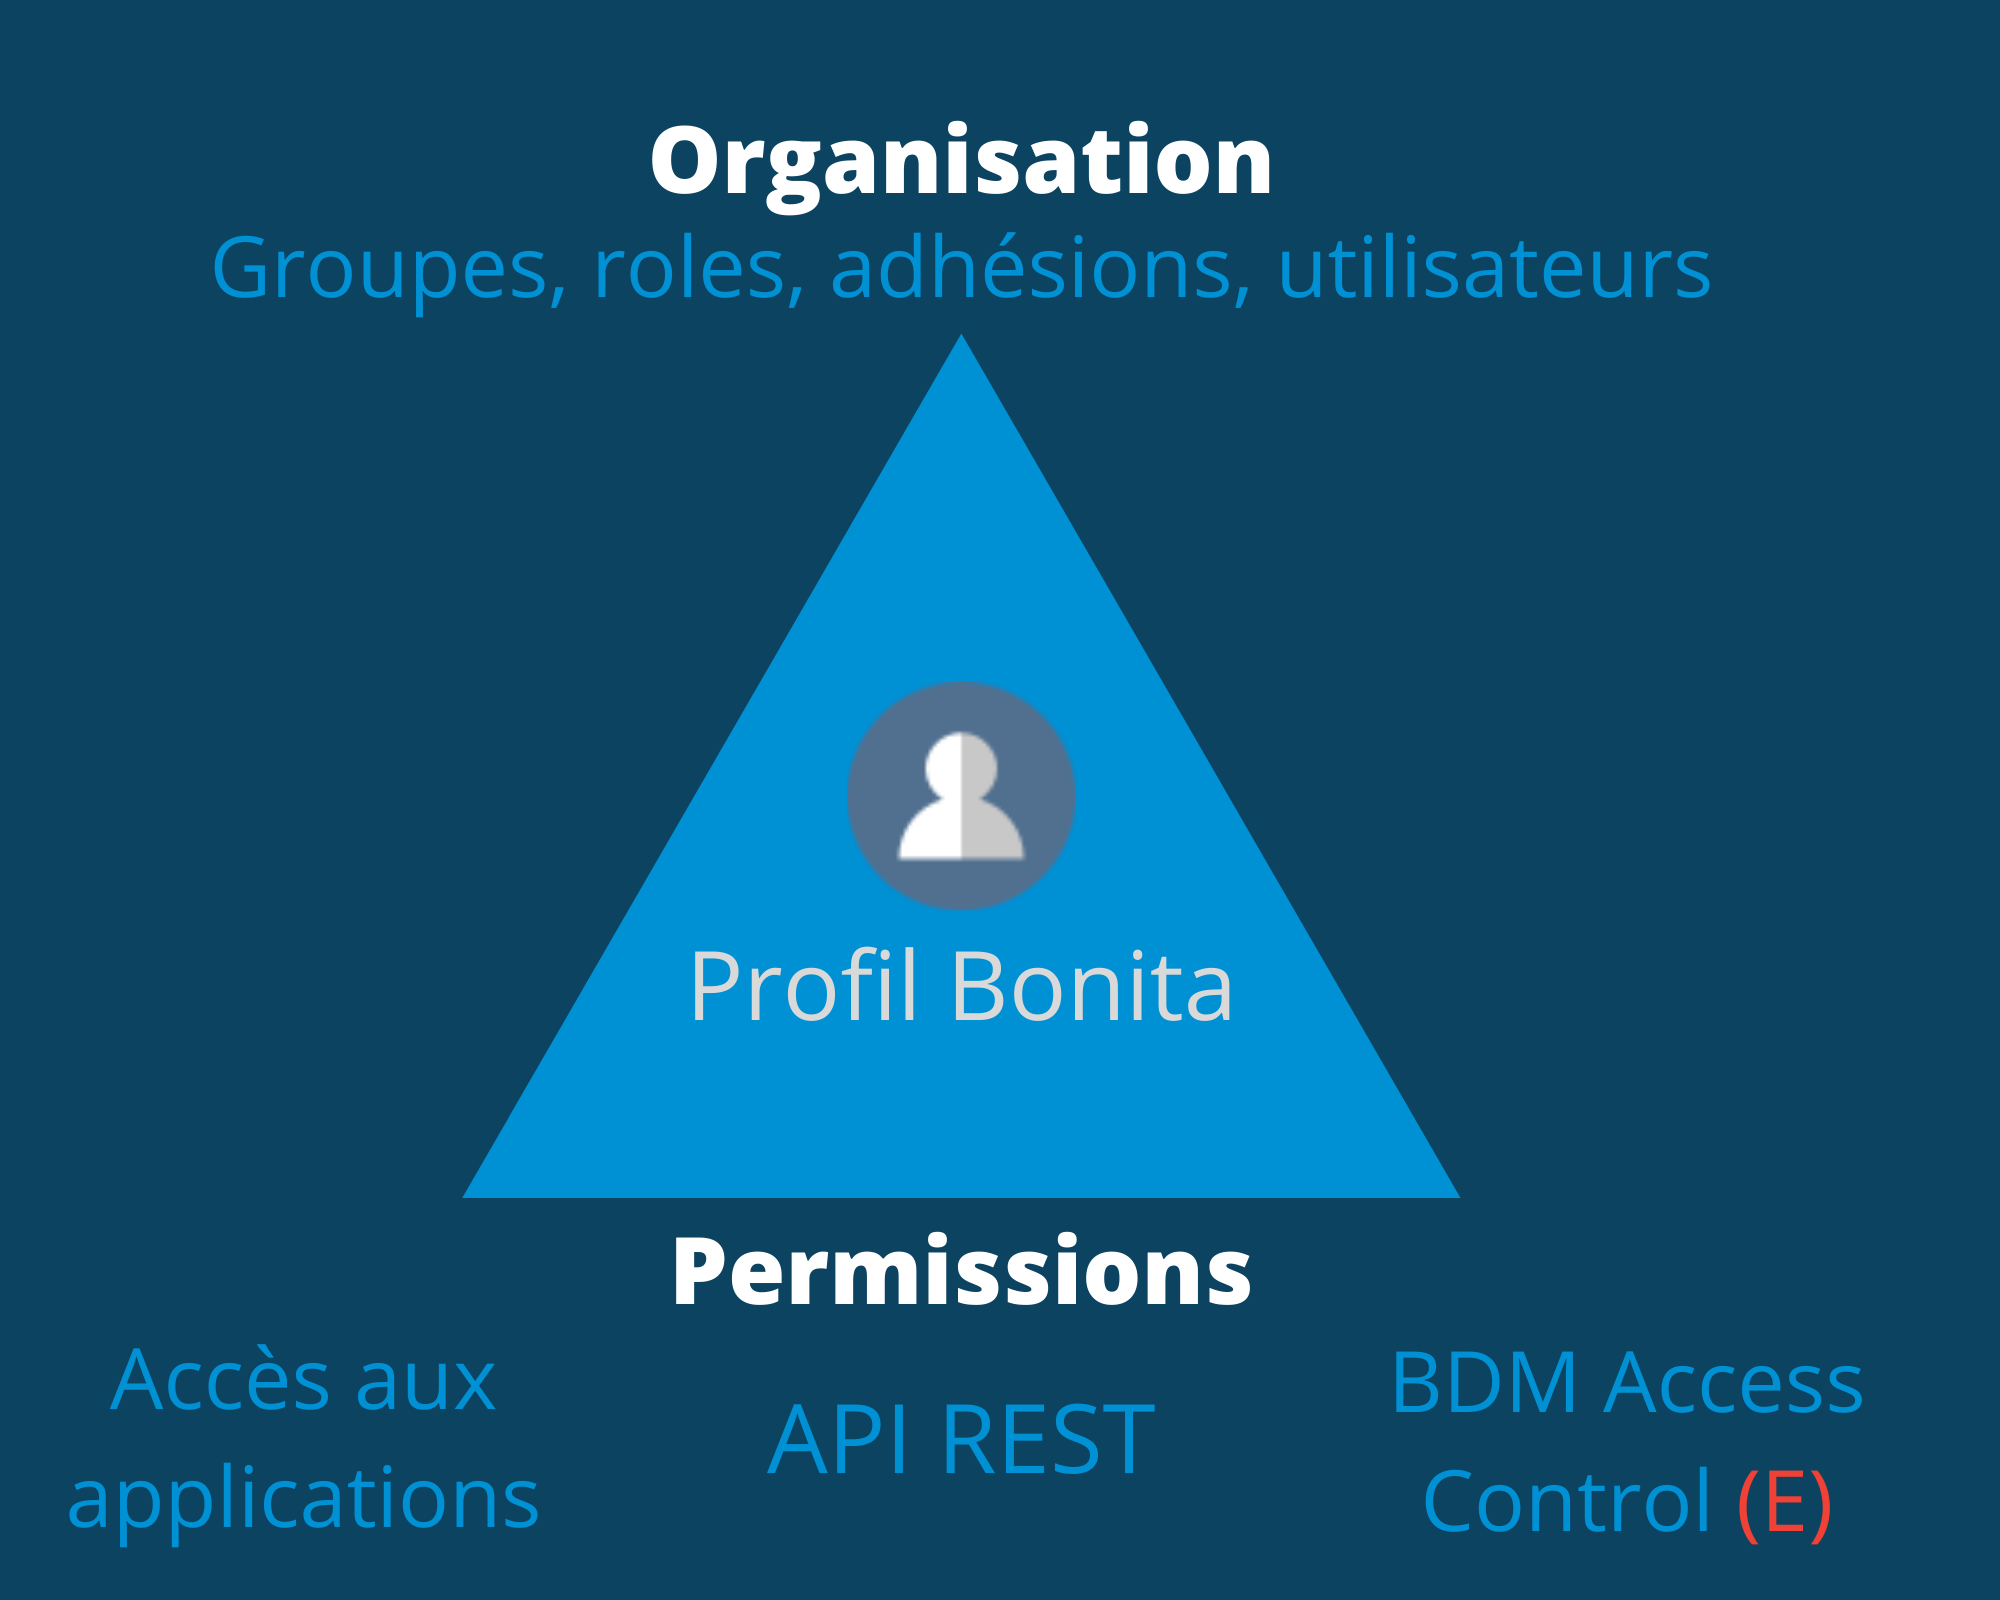 Organisation
Groupes, roles, adhésions, utilisateurs
Profil Bonita
Permissions
Accès aux
applications
API REST
BDM Access
Control (E)